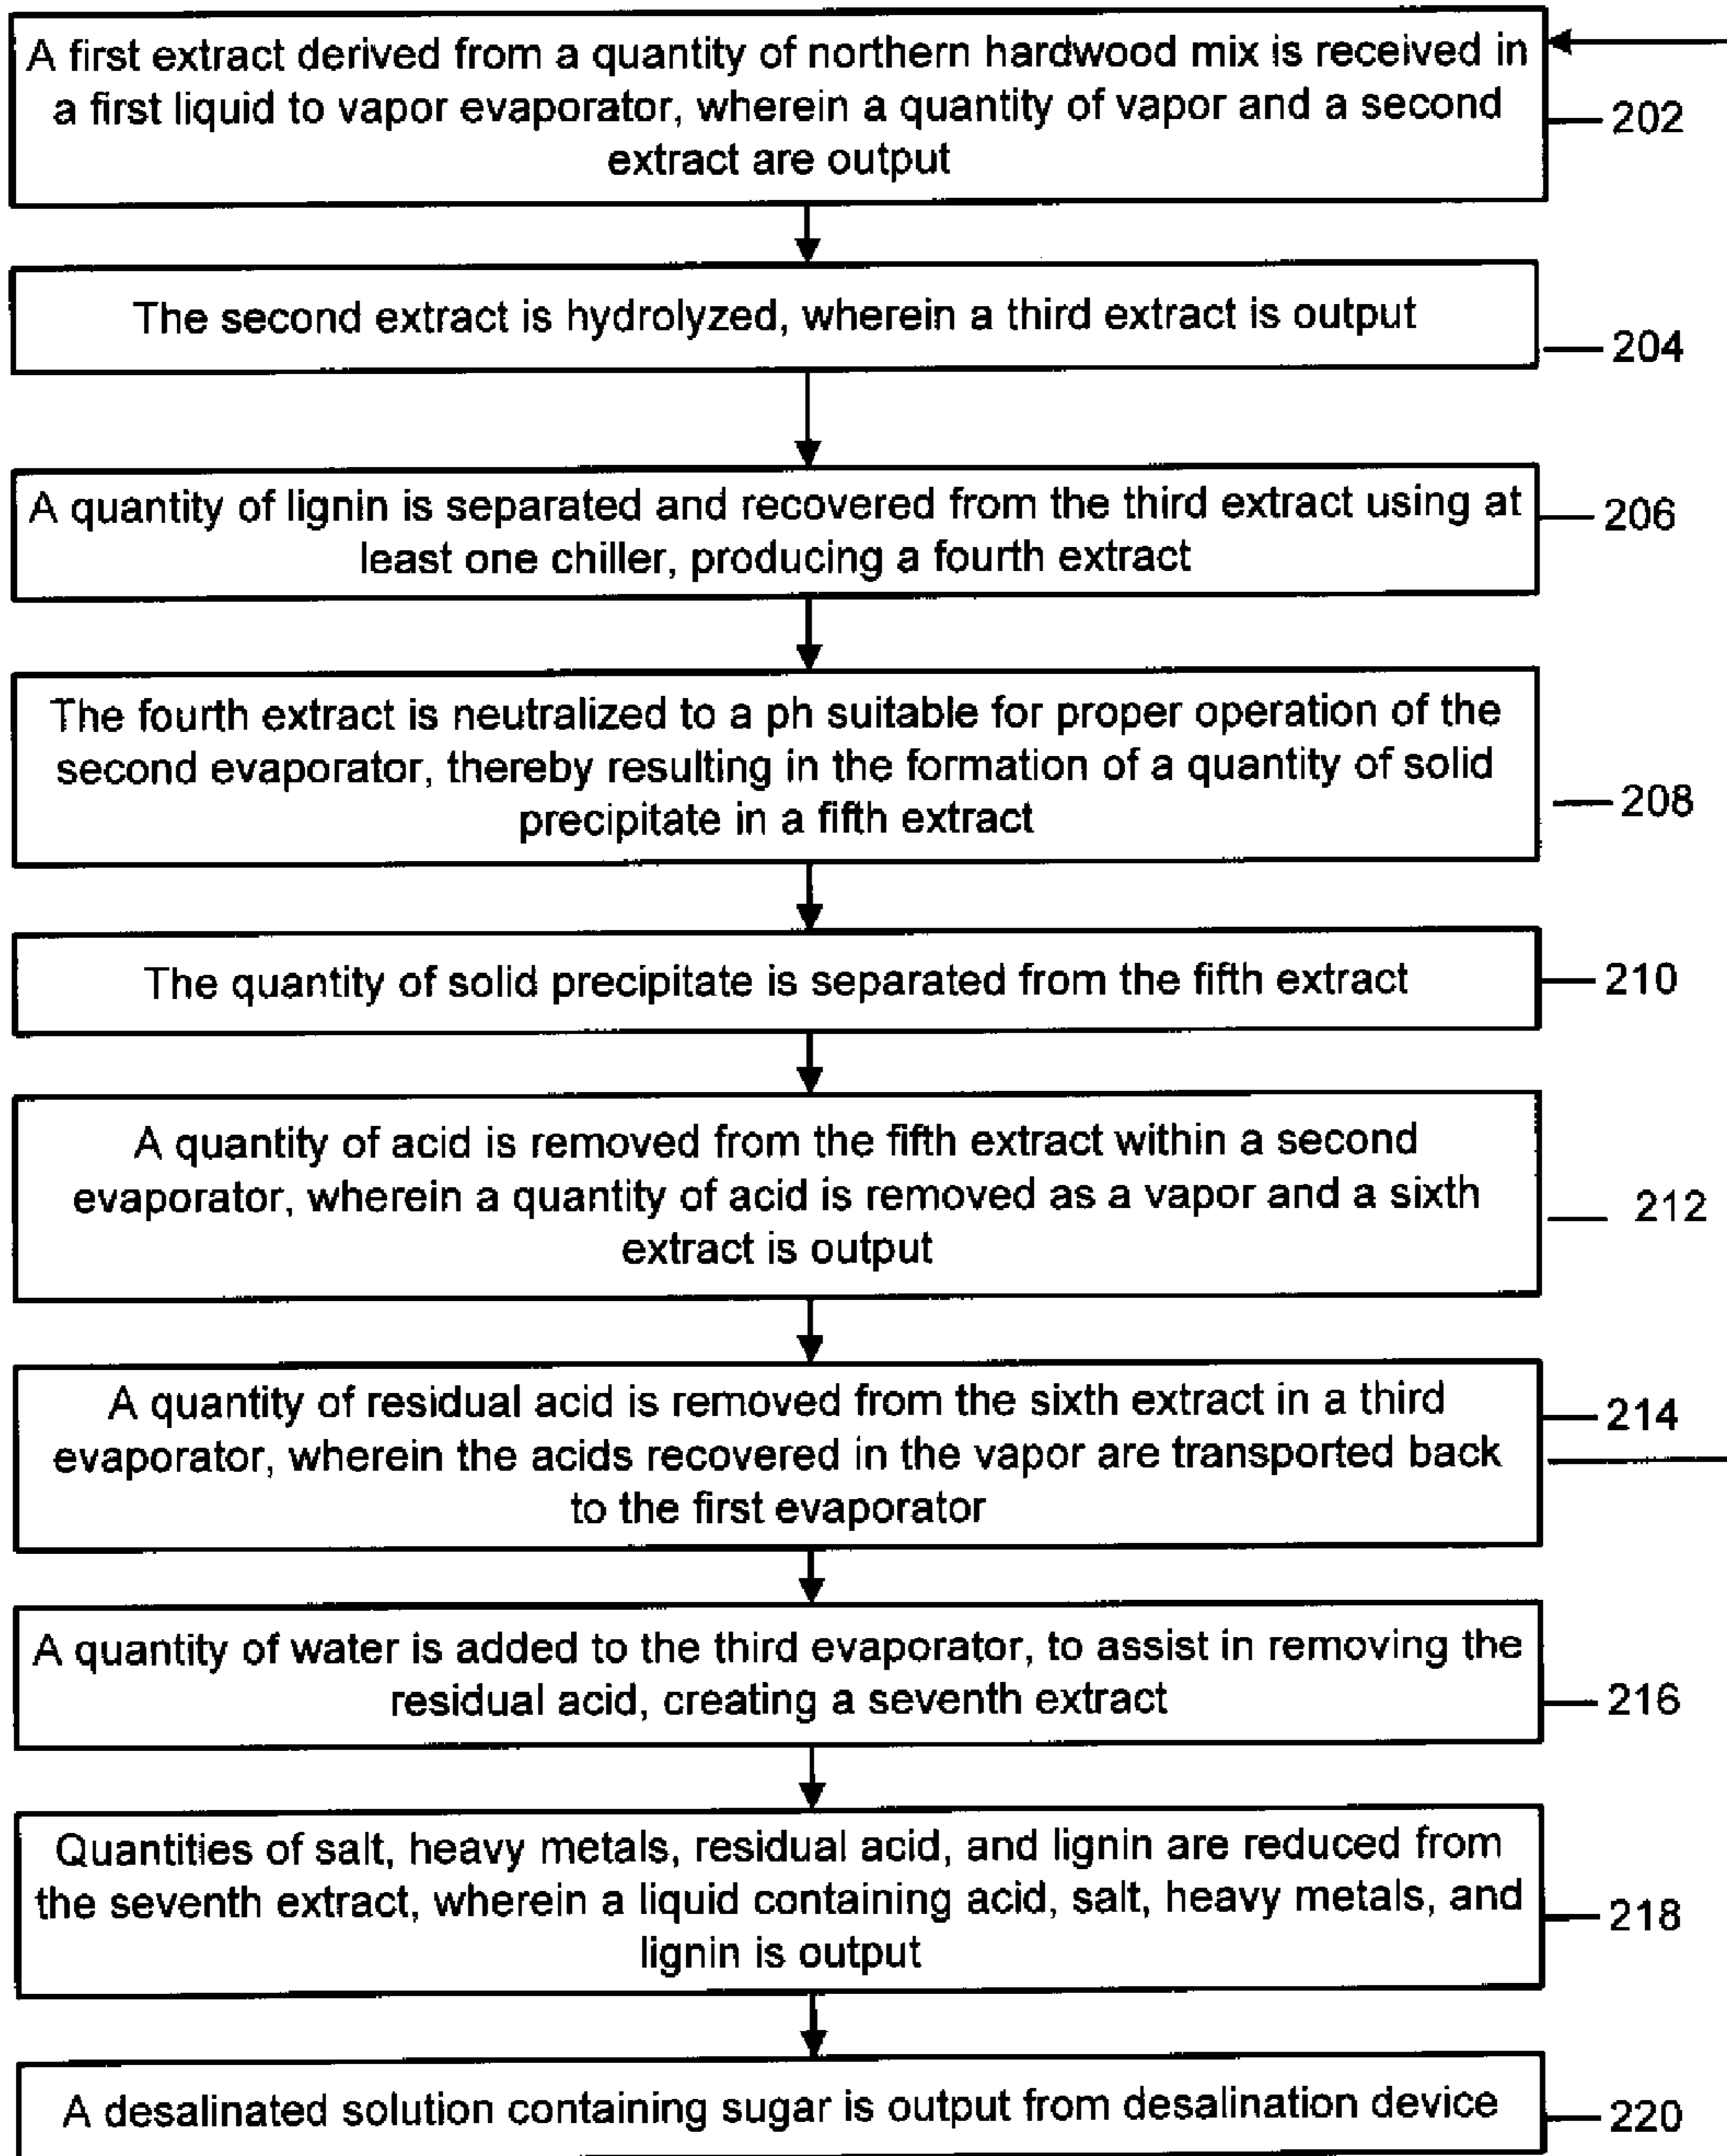 A first extract derived from a quantity of northern hardwood mix is received in
a first liquid to vapor evaporator, wherein a quantity of vapor and a second
extract are output
202
The second extract is hydrolyzed, wherein a third extract is output
204
A quantity of lignin is separated and recovered from the third extract using at
least one chiller, producing a fourth extract
206
The fourth extract is neutralized to a ph suitable for proper operation of the
second evaporator, thereby resulting in the formation of a quantity of solid
precipitate in a fifth extract
208
The quantity of solid precipitate is separated from the fifth extract
210
A quantity of acid is removed from the fifth extract within a second
evaporator, wherein a quantity of acid is removed as a vapor and a sixth
extract is output
212
A quantity of residual acid is removed from the sixth extract in a third
evaporator, wherein the acids recovered in the vapor are transported back
to the first evaporator
214
A quantity of water is added to the third evaporator, to assist in removing the
residual acid, creating a seventh extract
216
Quantities of salt, heavy metals, residual acid, and lignin are reduced from
the seventh extract, wherein a liquid containing acid, salt, heavy metals, and
lignin is output
218
A desalinated solution containing sugar is output from desalination device
220